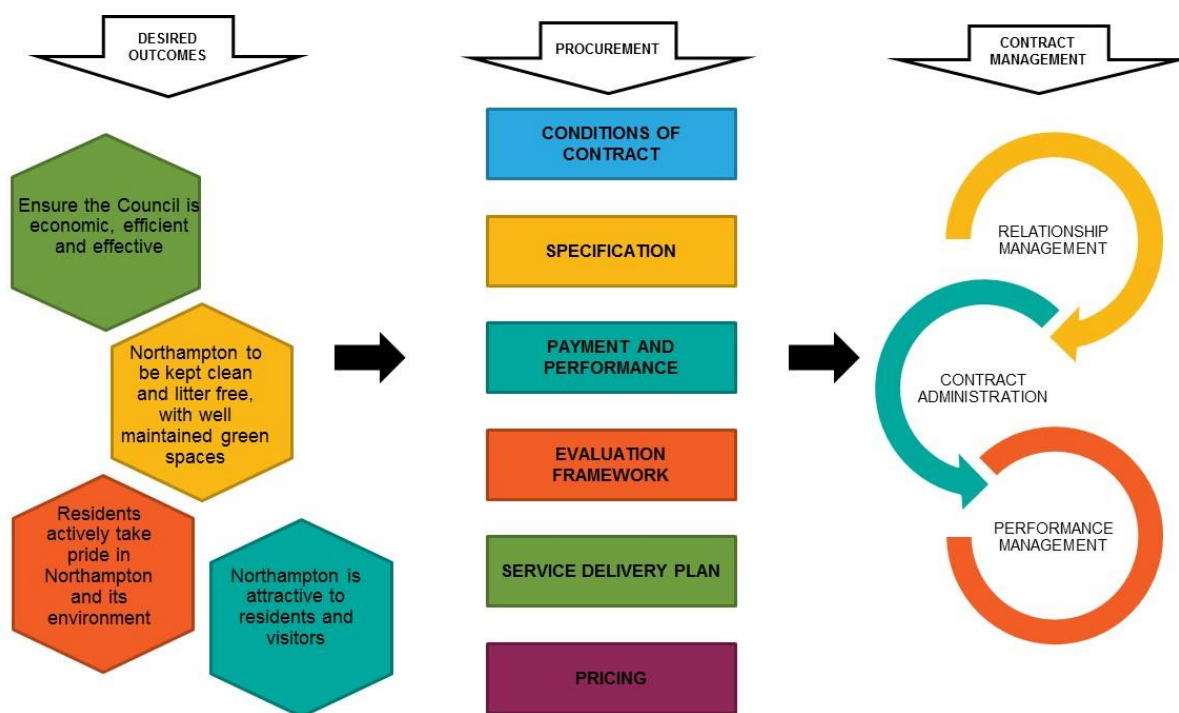 DESIRED
OUTCOMES
Ensure the Council is
economic, efficient
and effective
Northampton to
be kept clean
and litter free,
with well
maintained green
spaces
Residents
actively take
pride in
Northampton
and its
environment
Northampton is
attractive to
residents and
visitors
PROCUREMENT
CONDITIONS OF
CONTRACT
SPECIFICATION
PAYMENT AND
PERFORMANCE
EVALUATION
FRAMEWORK
SERVICE DELIVERY PLAN
PRICING
CONTRACT
MANAGEMENT
RELATIONSHIP
MANAGEMENT
CONTRACT
ADMINISTRATION
PERFORMANCE
MANAGEMENT